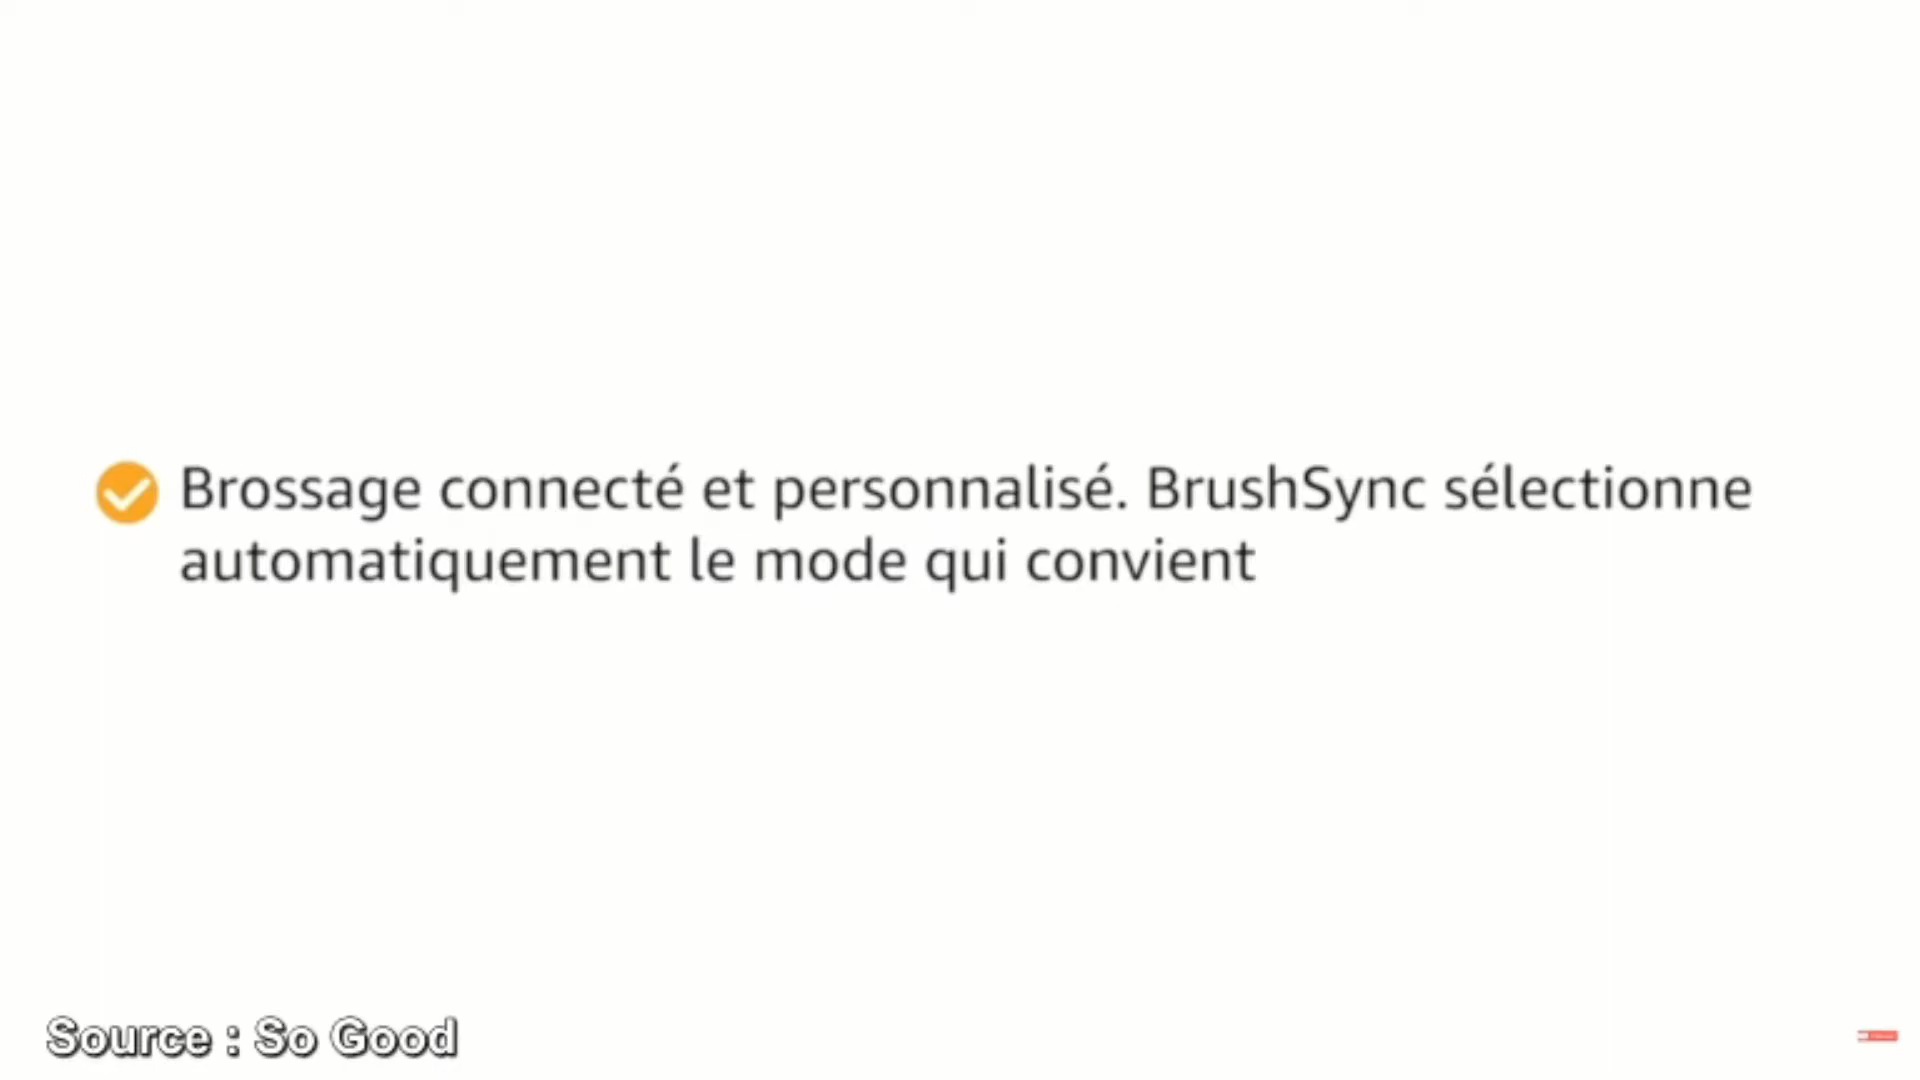 Brossage connecté et personnalisé. BrushSync sélectionne
automatiquement le mode qui convient
Source : So Good